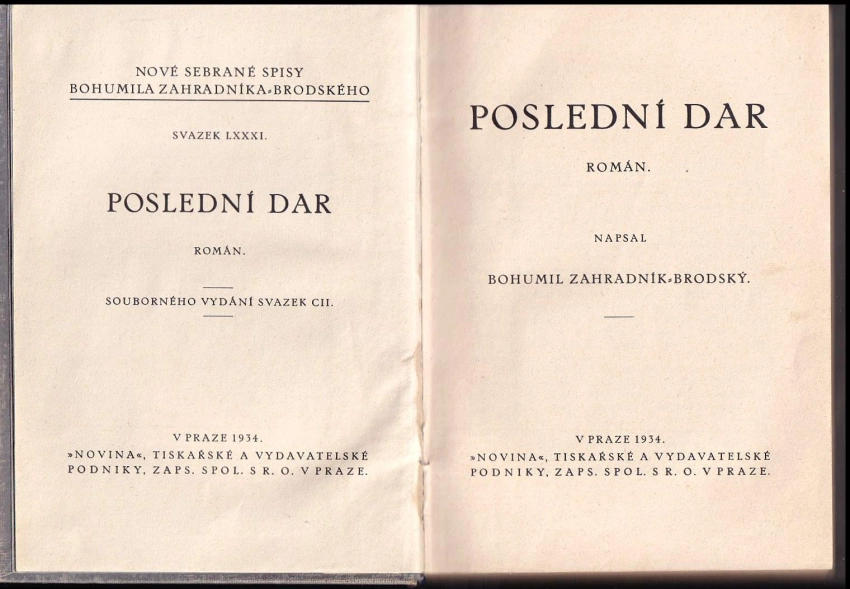 NOVÉ SEBRANÉ SPISY
BOHUMILA ZAHRADNÍKA=BRODSKÉHO
SVAZEK LXXXI.
POSLEDNÍ DAR
ROMÁN.
SOUBORNÉHO VYDÁNÍ SVAZEK CII.
V PRAZE 1934.
»NOVINA«, TISKAŘSKÉ A VYDAVATELSKÉ
PODNIKY, ZAPS. SPOL. S R. O. V PRAZE.
POSLEDNÍ DAR
ROMÁN.
NAPSAL
BOHUMIL ZAHRADNÍK=BRODSKÝ.
V PRAZE 1934.
»NOVINA«, TISKAŘSKÉ A VYDAVATELSKÉ
PODNIKY, ZAPS. SPOL. S R. O. V PRAZE.